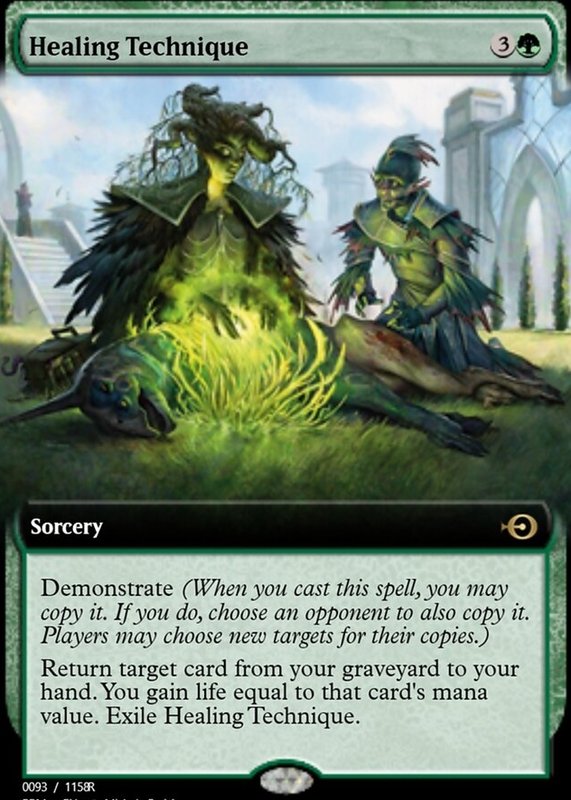 Healing Technique
3
Sorcery
Demonstrate (When you cast this spell, you may
copy it. If you do, choose an opponent to also copy it.
Players may choose new targets for their copies.)
Return target card from your graveyard to your
hand. You gain life equal to that card's mana
value. Exile Healing Technique.
0093 / 1158R